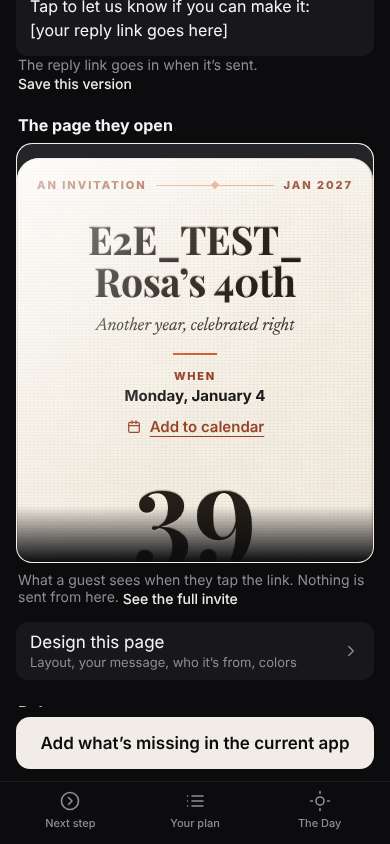 Tap to let us know if you can make it:
[your reply link goes here]
The reply link goes in when it’s sent.
Save this version
The page they open
AN INVITATION
JAN 2027
E2E_TEST_
Rosa’s 40th
Another year, celebrated right
WHEN
Monday, January 4
Add to calendar
39
What a guest sees when they tap the link. Nothing is
sent from here. See the full invite
Design this page
Layout, your message, who it’s from, colors
Add what’s missing in the current app
Next step
Your plan
The Day